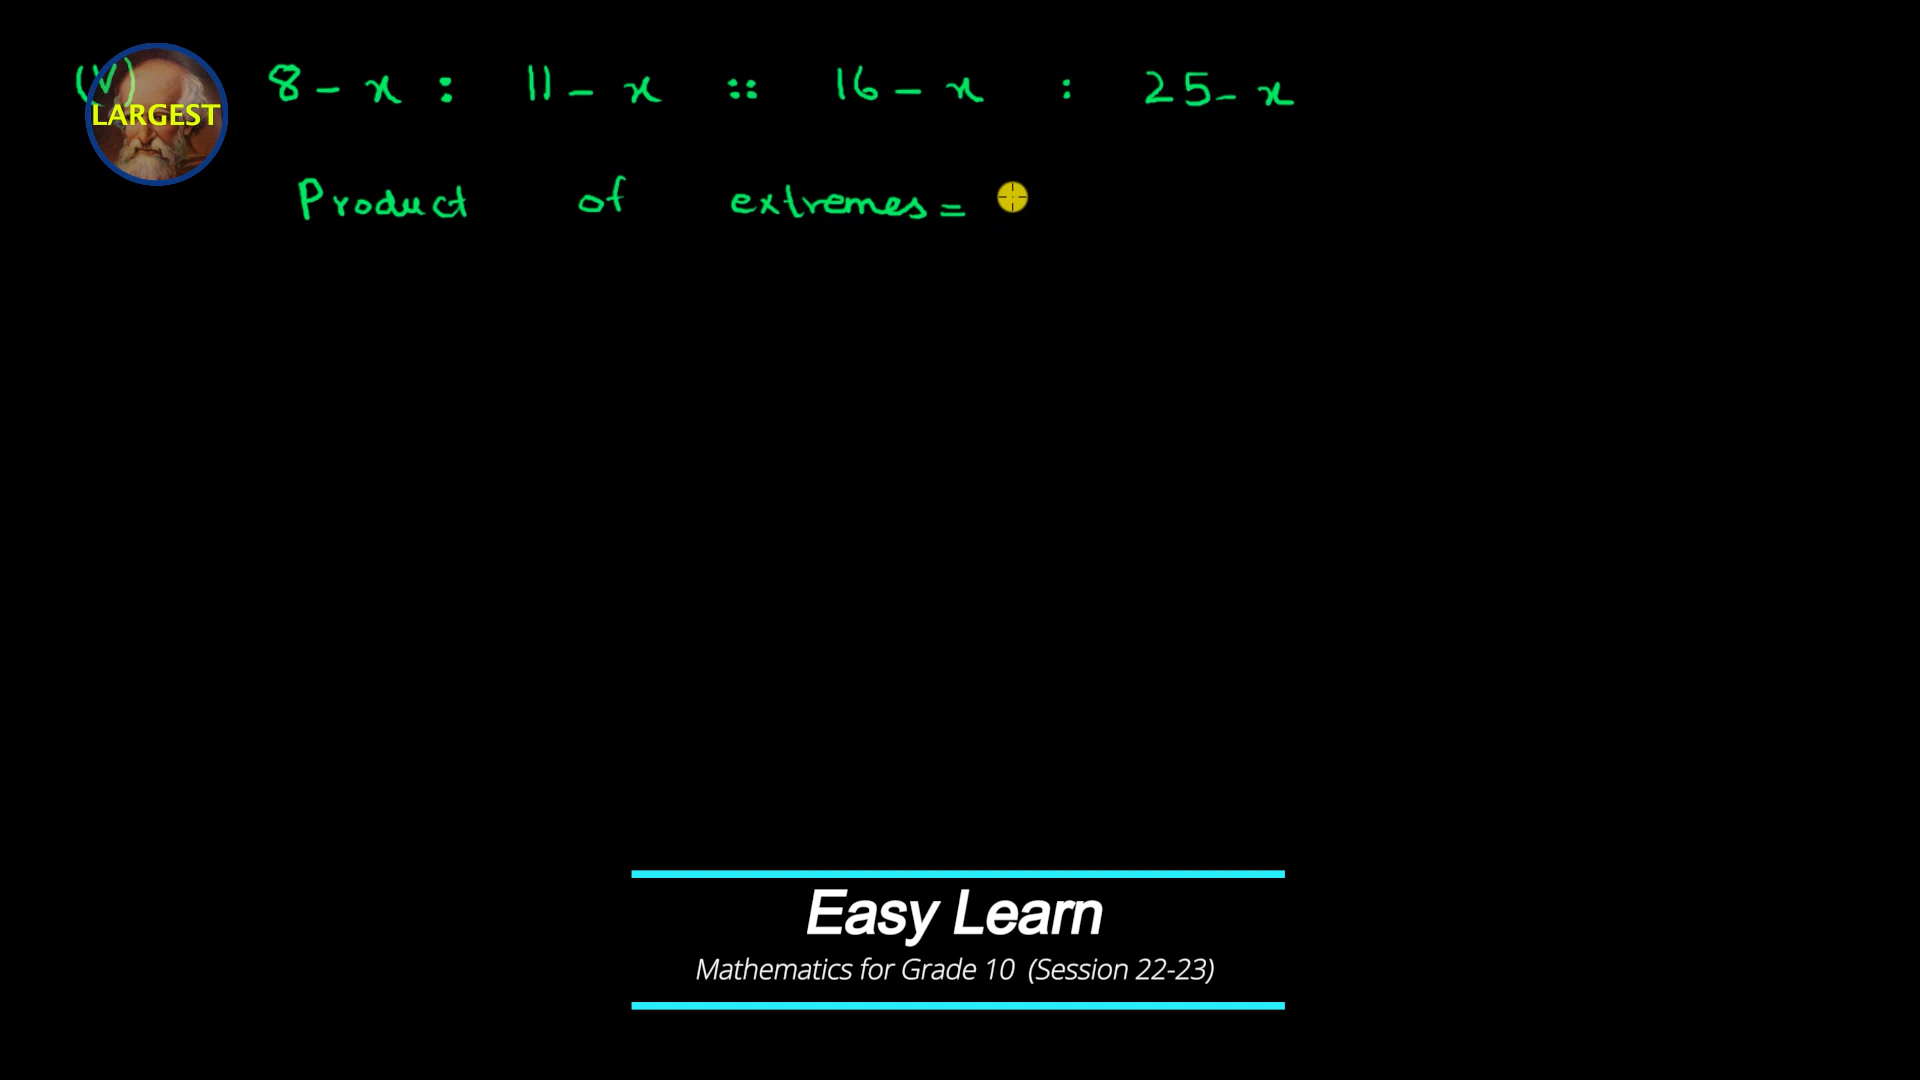 (V) 8 - x : 11 - x :: 16 - x : 25 - x
LARGEST
Product of extremes =
Easy Learn
Mathematics for Grade 10 (Session 22-23)